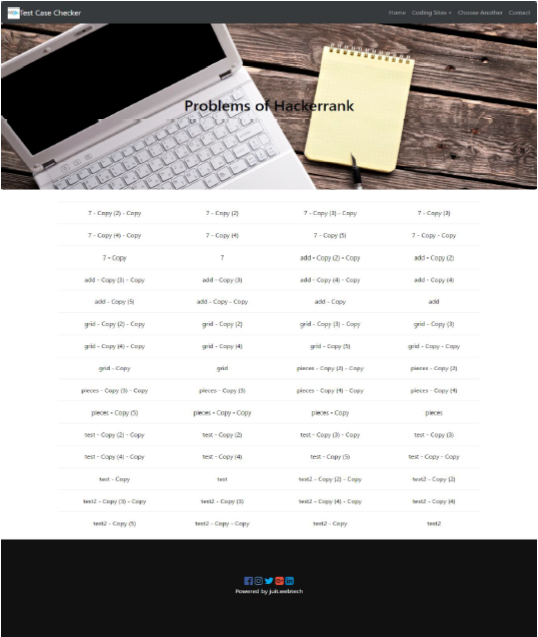 Test Case Checker Home Coding Sites Choose Another Contact
Problems of Hackerrank
7 - Copy (2) - Copy 7 - Copy (2) 7 - Copy (3) - Copy 7 - Copy (3)
7 - Copy (4) - Copy 7 - Copy (4) 7 - Copy (5) 7 - Copy - Copy
7 - Copy 7 add - Copy (2) - Copy add - Copy (2)
add - Copy (3) - Copy add - Copy (3) add - Copy (4) - Copy add - Copy (4)
add - Copy (5) add - Copy - Copy add - Copy add
grid - Copy (2) - Copy grid - Copy (2) grid - Copy (3) - Copy grid - Copy (3)
grid - Copy (4) - Copy grid - Copy (4) grid - Copy (5) grid - Copy - Copy
grid - Copy grid pieces - Copy (2) - Copy pieces - Copy (2)
pieces - Copy (3) - Copy pieces - Copy (3) pieces - Copy (4) - Copy pieces - Copy (4)
pieces - Copy (5) pieces - Copy - Copy pieces - Copy pieces
test - Copy (2) - Copy test - Copy (2) test - Copy (3) - Copy test - Copy (3)
test - Copy (4) - Copy test - Copy (4) test - Copy (5) test - Copy - Copy
test - Copy test test2 - Copy (2) - Copy test2 - Copy (2)
test2 - Copy (3) - Copy test2 - Copy (3) test2 - Copy (4) - Copy test2 - Copy (4)
test2 - Copy (5) test2 - Copy - Copy test2 - Copy test2
Powered by juit.webtech